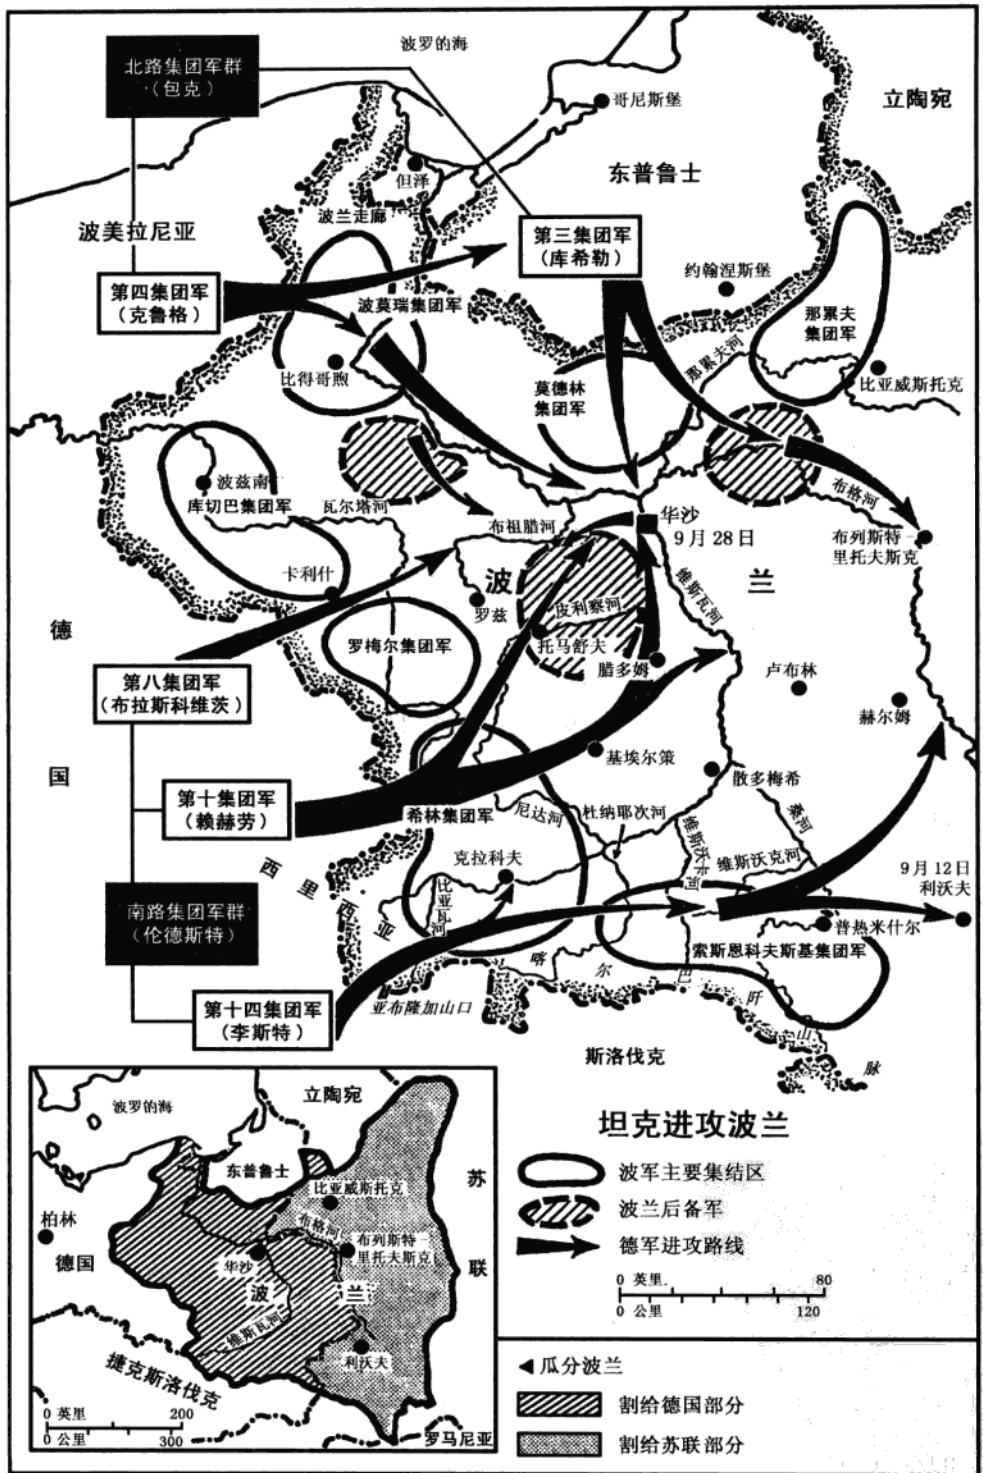 波罗的海
北路集团军群
（包克）
哥尼斯堡
立陶宛
但泽
东普鲁士
波兰走廊
波美拉尼亚
第三集团军
（库希勒）
第四集团军
（克鲁格）
约翰涅斯堡
波莫瑞集团军
那累夫
集团军
那累夫河
比得哥煦
莫德林
集团军
比亚威斯托克
波兹南
库切巴集团军
瓦尔塔河
布格河
布祖腊河
华沙
9月28日
布列斯特－
里托夫斯克
卡利什
波
兰
维斯瓦河
罗兹
皮利察河
德
罗梅尔集团军
托马舒夫
腊多姆
第八集团军
（布拉斯科维茨）
卢布林
赫尔姆
国
基埃尔策
散多梅希
第十集团军
（赖赫劳）
希林集团军
尼达河
杜纳耶次河
桑河
维斯沃卡河
维斯沃克河
西里西亚
克拉科夫
比亚瓦河
9月12日
利沃夫
南路集团军群
（伦德斯特）
普热米什尔
索斯恩科夫斯基集团军
喀尔巴阡山脉
第十四集团军
（李斯特）
亚布隆加山口
斯洛伐克
坦克进攻波兰
波军主要集结区
波兰后备军
德军进攻路线
0 英里 80
0 公里 120
波罗的海
立陶宛
东普鲁士
苏
联
比亚威斯托克
柏林
德国
布格河
布列斯特－
里托夫斯克
华沙
波
兰
维斯瓦河
利沃夫
捷克斯洛伐克
0 英里 200
0 公里 300
罗马尼亚
瓜分波兰
割给德国部分
割给苏联部分